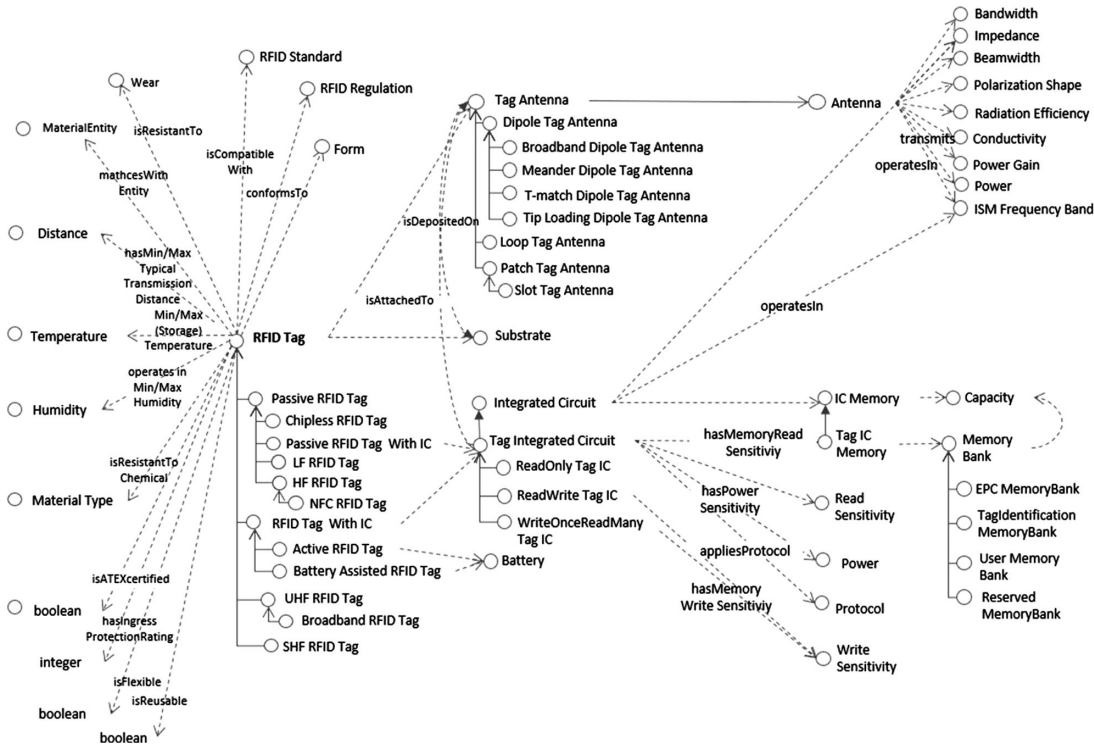 Wear
RFID Standard
RFID Regulation
MaterialEntity
isResistantTo
Form
isCompatible
With
mathcesWith
Entity
conformsTo
Distance
hasMin/Max
Typical
Transmission
Distance
Min/Max
(Storage)
Temperature
Temperature
RFID Tag
operates in
Min/Max
Humidity
Humidity
isResistantTo
Chemical
Material Type
isATEXcertified
boolean
hasIngress
ProtectionRating
integer
isFlexible
isReusable
boolean
boolean
Passive RFID Tag
Chipless RFID Tag
Passive RFID Tag With IC
LF RFID Tag
HF RFID Tag
NFC RFID Tag
RFID Tag With IC
Active RFID Tag
Battery Assisted RFID Tag
UHF RFID Tag
Broadband RFID Tag
SHF RFID Tag
Tag Antenna
Dipole Tag Antenna
Broadband Dipole Tag Antenna
Meander Dipole Tag Antenna
T-match Dipole Tag Antenna
Tip Loading Dipole Tag Antenna
isDepositedOn
Loop Tag Antenna
Patch Tag Antenna
Slot Tag Antenna
isAttachedTo
Substrate
Integrated Circuit
Tag Integrated Circuit
ReadOnly Tag IC
ReadWrite Tag IC
WriteOnceReadMany
Tag IC
Battery
Antenna
Bandwidth
Impedance
Beamwidth
Polarization Shape
Radiation Efficiency
transmits
Conductivity
operatesIn
Power Gain
Power
ISM Frequency Band
operatesIn
IC Memory
Capacity
hasMemoryRead
Sensitiviy
Tag IC
Memory
Memory
Bank
hasPower
Sensitivity
Read
Sensitivity
EPC MemoryBank
TagIdentification
MemoryBank
appliesProtocol
Power
User Memory
Bank
hasMemory
Write Sensitiviy
Protocol
Reserved
MemoryBank
Write
Sensitivity